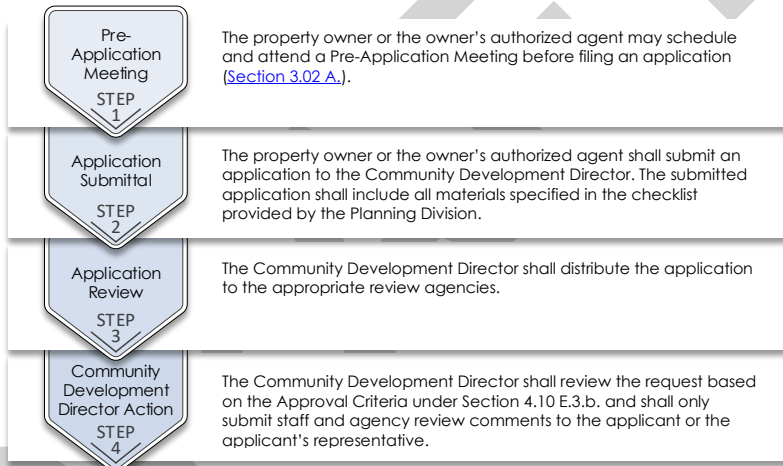 Pre-
Application
Meeting
STEP
1
The property owner or the owner's authorized agent may schedule
and attend a Pre-Application Meeting before filing an application
(Section 3.02 A.).
Application
Submittal
STEP
2
The property owner or the owner's authorized agent shall submit an
application to the Community Development Director. The submitted
application shall include all materials specified in the checklist
provided by the Planning Division.
Application
Review
STEP
3
The Community Development Director shall distribute the application
to the appropriate review agencies.
Community
Development
Director Action
STEP
4
The Community Development Director shall review the request based
on the Approval Criteria under Section 4.10 E.3.b. and shall only
submit staff and agency review comments to the applicant or the
applicant's representative.